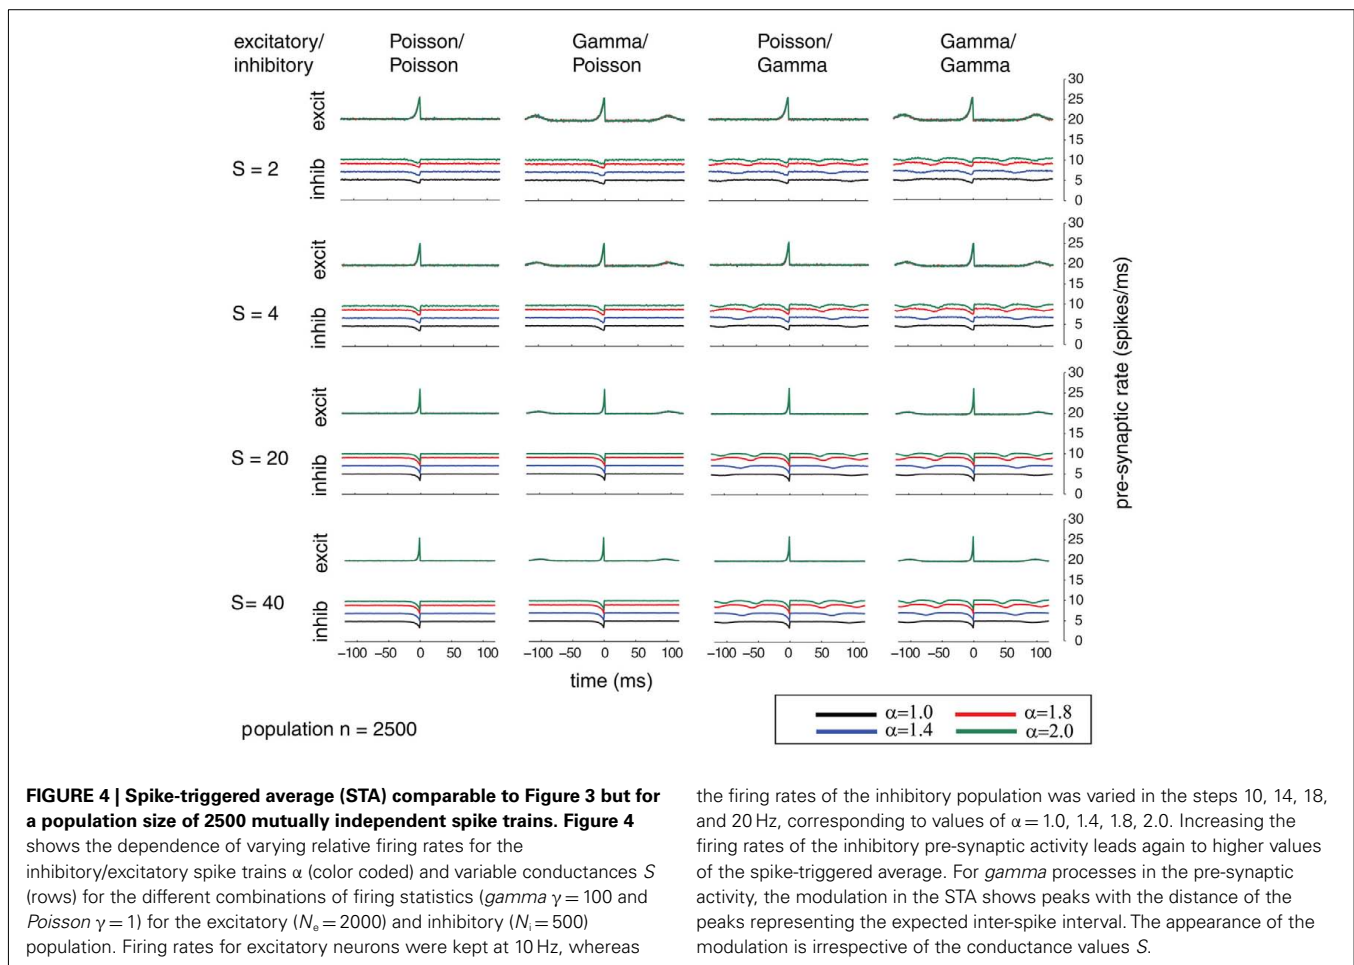 excitatory/
inhibitory
Poisson/
Poisson
Gamma/
Poisson
Poisson/
Gamma
Gamma/
Gamma
S = 2
excit
inhib
30
25
20
15
10
5
0
S = 4
excit
inhib
30
25
20
15
10
5
0
S = 20
excit
inhib
30
25
20
15
10
5
0
S= 40
excit
inhib
30
25
20
15
10
5
0
pre-synaptic rate (spikes/ms)
−100 −50 0 50 100
−100 −50 0 50 100
−100 −50 0 50 100
−100 −50 0 50 100
time (ms)
population n = 2500
α=1.0 α=1.8
α=1.4 α=2.0
FIGURE 4 | Spike-triggered average (STA) comparable to Figure 3 but for
a population size of 2500 mutually independent spike trains. Figure 4
shows the dependence of varying relative firing rates for the
inhibitory/excitatory spike trains α (color coded) and variable conductances S
(rows) for the different combinations of firing statistics (gamma γ = 100 and
Poisson γ = 1) for the excitatory (Ne = 2000) and inhibitory (Ni = 500)
population. Firing rates for excitatory neurons were kept at 10 Hz, whereas
the firing rates of the inhibitory population was varied in the steps 10, 14, 18,
and 20 Hz, corresponding to values of α = 1.0, 1.4, 1.8, 2.0. Increasing the
firing rates of the inhibitory pre-synaptic activity leads again to higher values
of the spike-triggered average. For gamma processes in the pre-synaptic
activity, the modulation in the STA shows peaks with the distance of the
peaks representing the expected inter-spike interval. The appearance of the
modulation is irrespective of the conductance values S.